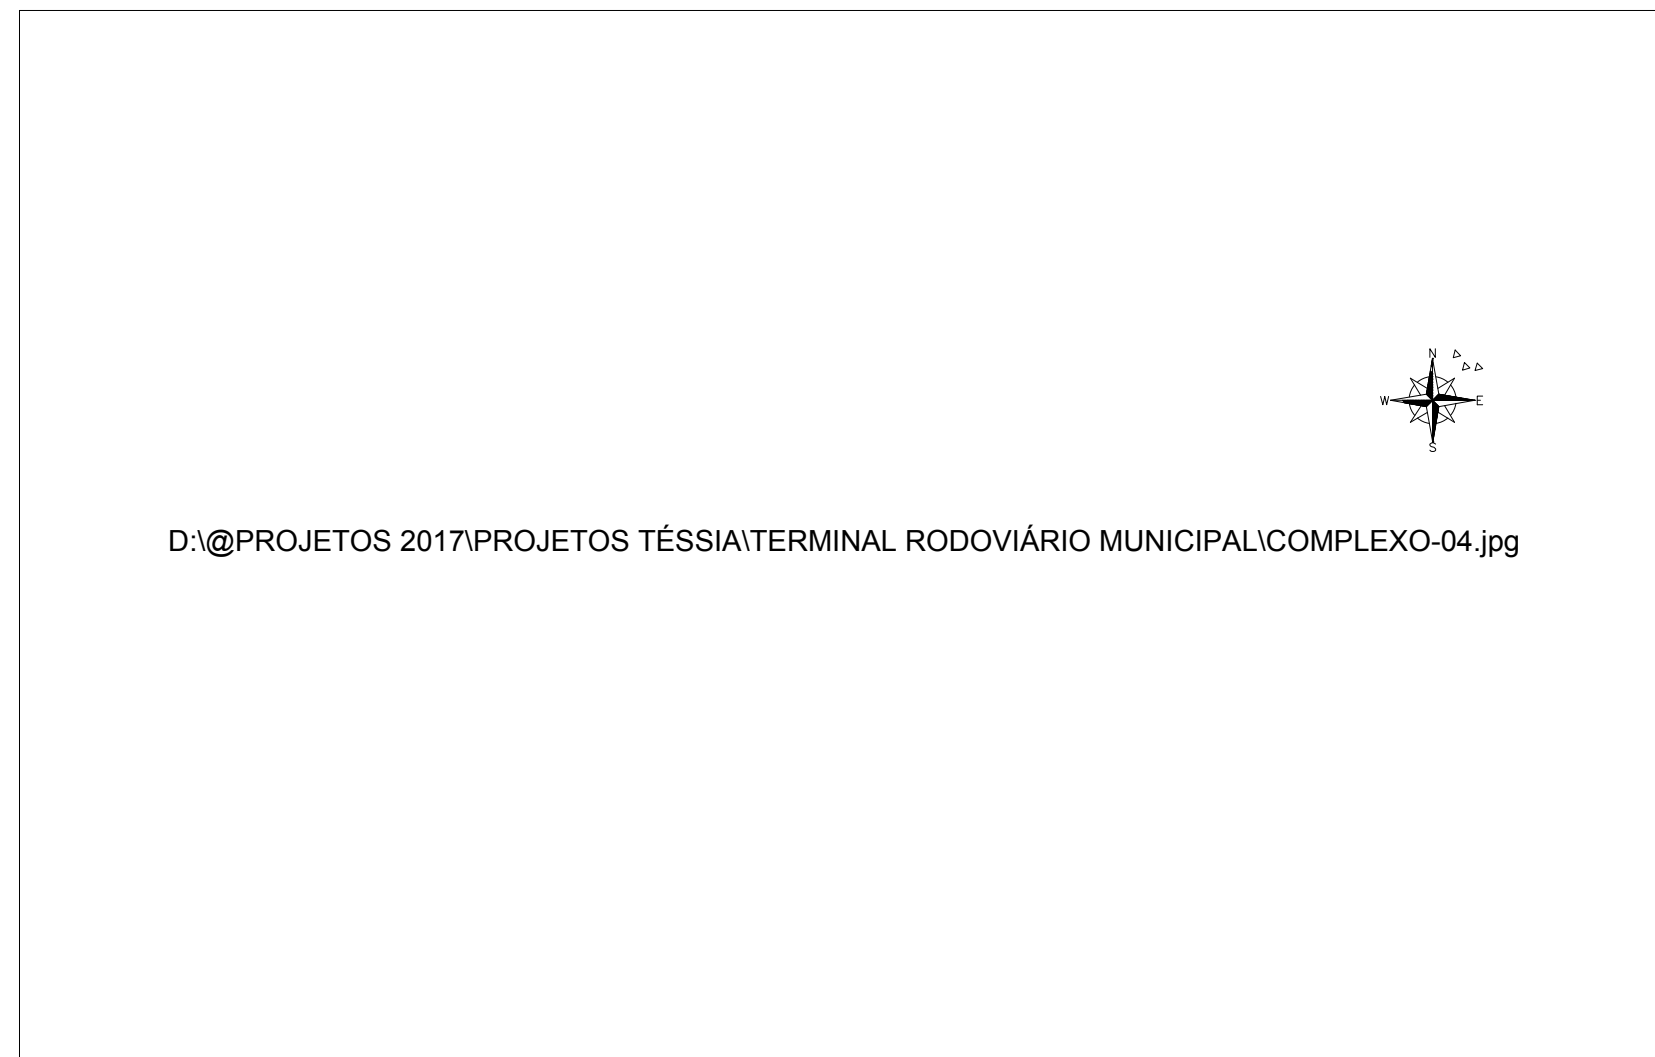 N
W E
S
D:\@PROJETOS 2017\PROJETOS TÉSSIA\TERMINAL RODOVIÁRIO MUNICIPAL\COMPLEXO-04.jpg